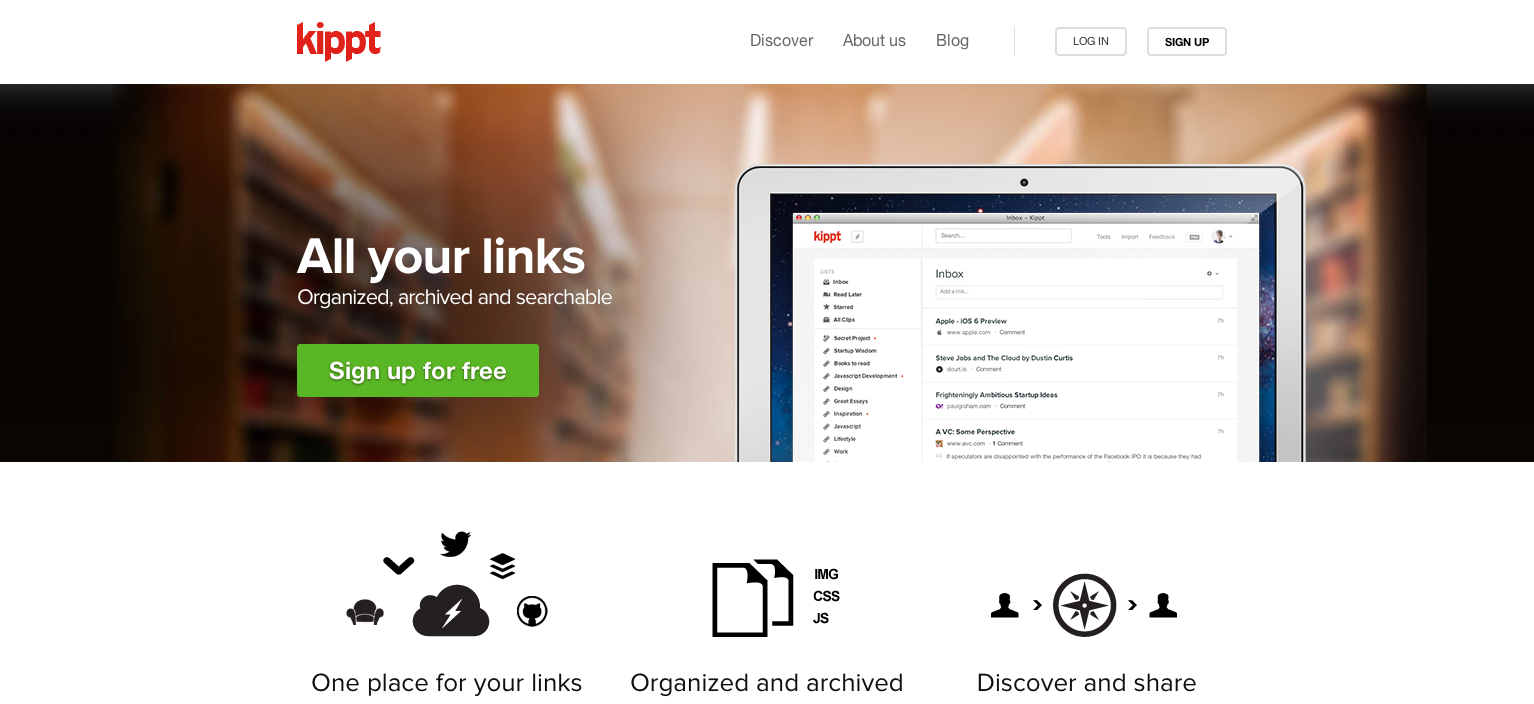 kippt
Discover About us Blog LOG IN SIGN UP
All your links
Organized, archived and searchable
Sign up for free
Inbox – Kippt
kippt
Search...
Tools Import Feedback
LISTS
Inbox
Read Later
Starred
All Clips
Secret Project
Startup Wisdom
Books to read
Javascript Development
Design
Great Essays
Inspiration
Javascript
Lifestyle
Work
Inbox
Add a link...
Apple - iOS 6 Preview 7h
www.apple.com · Comment
Steve Jobs and The Cloud by Dustin Curtis 7h
dcurt.is · Comment
Frighteningly Ambitious Startup Ideas 7h
paulgraham.com · Comment
A VC: Some Perspective 7h
www.avc.com · 1 Comment
If speculators are disappointed with the performance of the Facebook IPO it is because they had
IMG
CSS
JS
One place for your links
Organized and archived
Discover and share